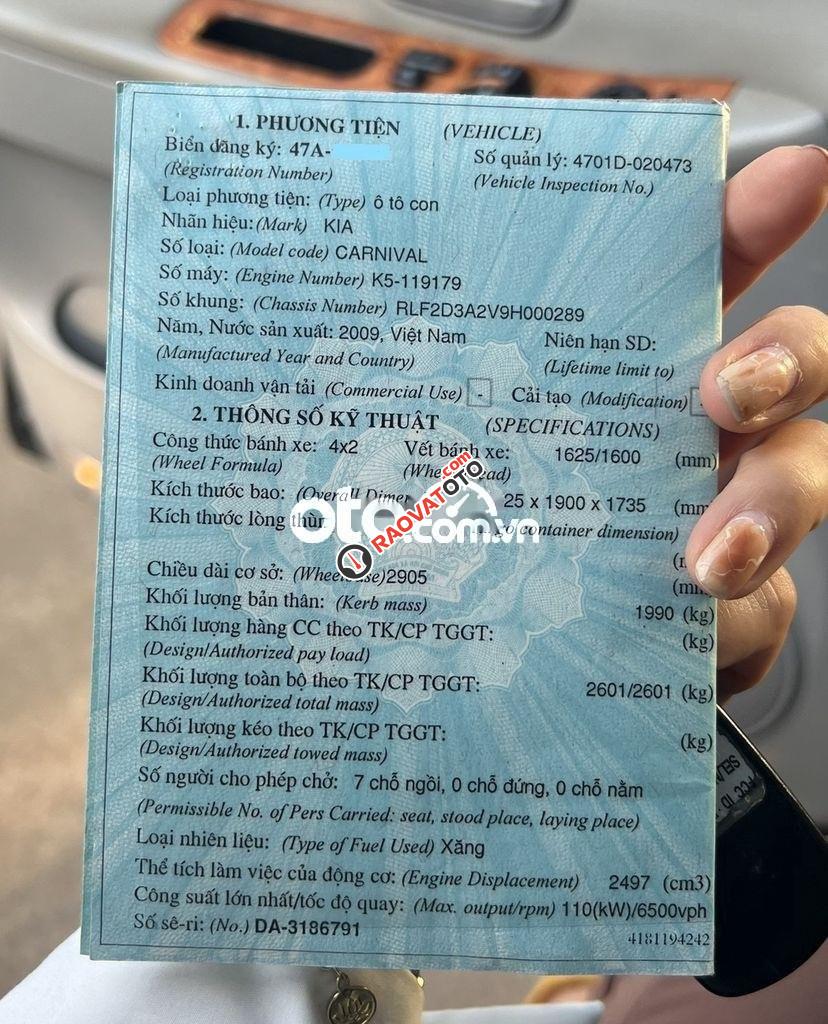 1. PHƯƠNG TIỆN (VEHICLE)
Biển đăng ký: 47A- Số quản lý: 4701D-020473
(Registration Number) (Vehicle Inspection No.)
Loại phương tiện: (Type) ô tô con
Nhãn hiệu: (Mark) KIA
Số loại: (Model code) CARNIVAL
Số máy: (Engine Number) K5-119179
Số khung: (Chassis Number) RLF2D3A2V9H000289
Năm, Nước sản xuất: 2009, Việt Nam Niên hạn SD:
(Manufactured Year and Country) (Lifetime limit to)
Kinh doanh vận tải (Commercial Use) - Cải tạo (Modification)
2. THÔNG SỐ KỸ THUẬT (SPECIFICATIONS)
Công thức bánh xe: 4x2 Vết bánh xe: 1625/1600 (mm)
(Wheel Formula)
Kích thước bao: (Overall 25 x 1900 x 1735
Kích thước lòng container dimension)
oto.com.vn
RAOVATOTO.com
Chiều dài cơ sở: 2905
Khối lượng bản thân: (Kerb mass) 1990 (kg)
Khối lượng hàng CC theo TK/CP TGGT: (kg)
(Design/Authorized pay load)
Khối lượng toàn bộ theo TK/CP TGGT: 2601/2601 (kg)
(Design/Authorized total mass)
Khối lượng kéo theo TK/CP TGGT: (kg)
(Design/Authorized towed mass)
Số người cho phép chở: 7 chỗ ngồi, 0 chỗ đứng, 0 chỗ nằm
(Permissible No. of Pers Carried: seat, stood place, laying place)
Loại nhiên liệu: (Type of Fuel Used) Xăng
Thể tích làm việc của động cơ: (Engine Displacement) 2497 (cm3)
Công suất lớn nhất/tốc độ quay: (Max. output/rpm) 110(kW)/6500vph
Số sê-ri: (No.) DA-3186791
4181194242